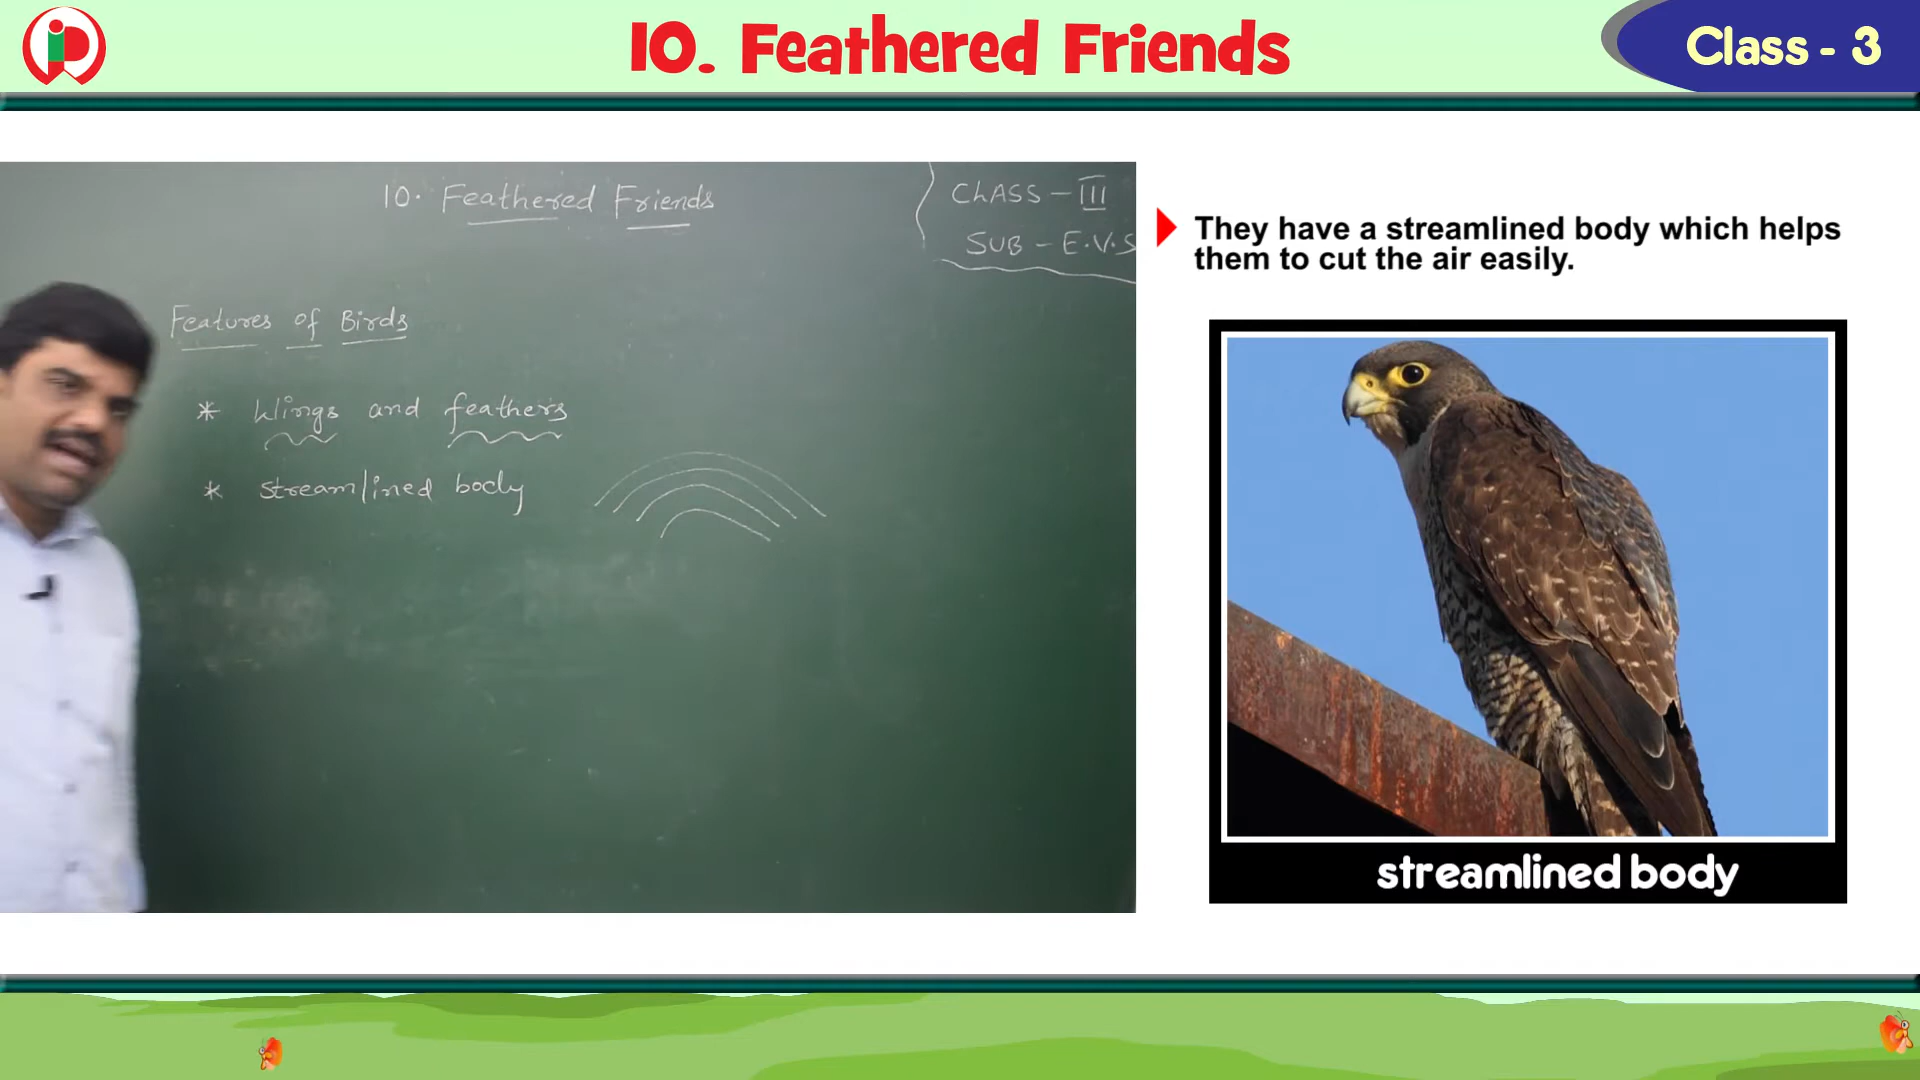 10. Feathered Friends
Class - 3
10. Feathered Friends
CLASS - III
SUB - E.V.S
Features of Birds
* Wings and feathers
* streamlined body
They have a streamlined body which helps
them to cut the air easily.
streamlined body